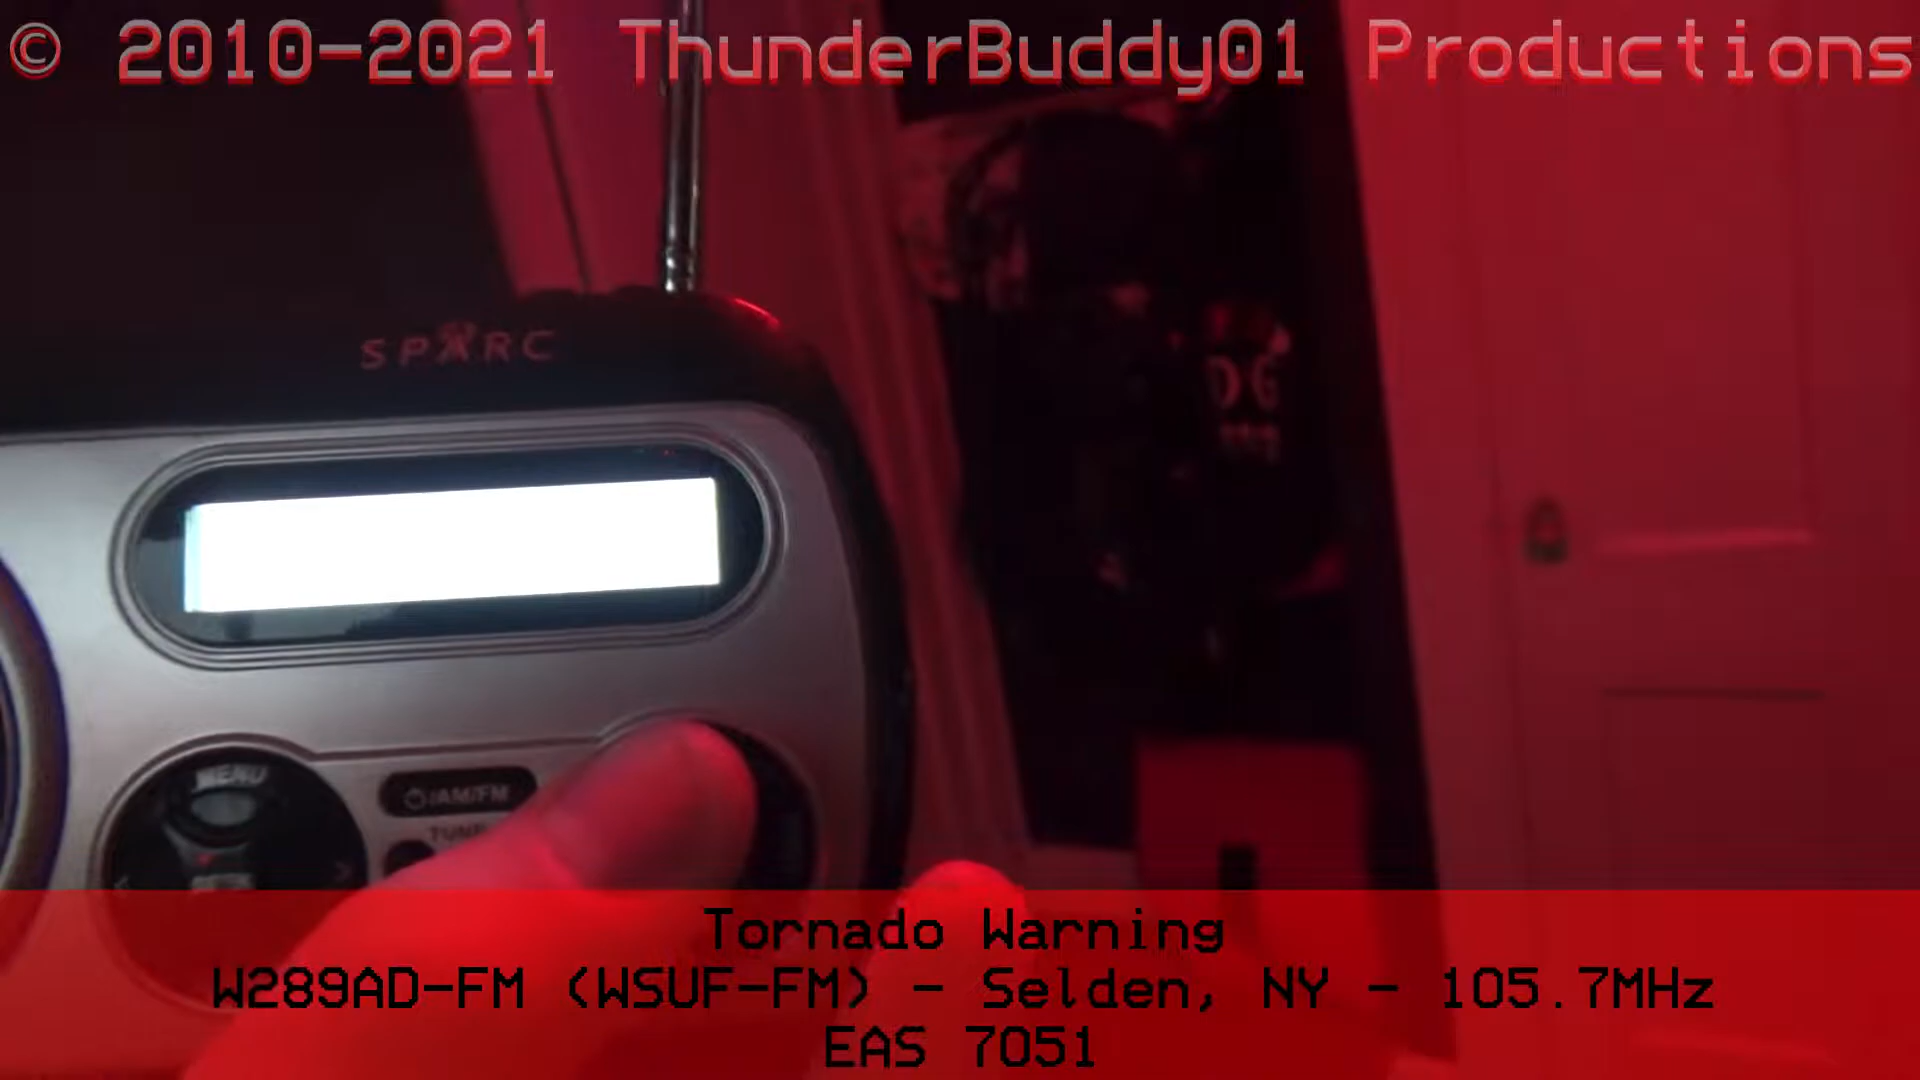 © 2010-2021 ThunderBuddy01 Productions
SPARC
MENU
/AM/FM
TUNE
Tornado Warning
W289AD-FM (WSUF-FM) - Selden, NY - 105.7MHz
EAS 7051